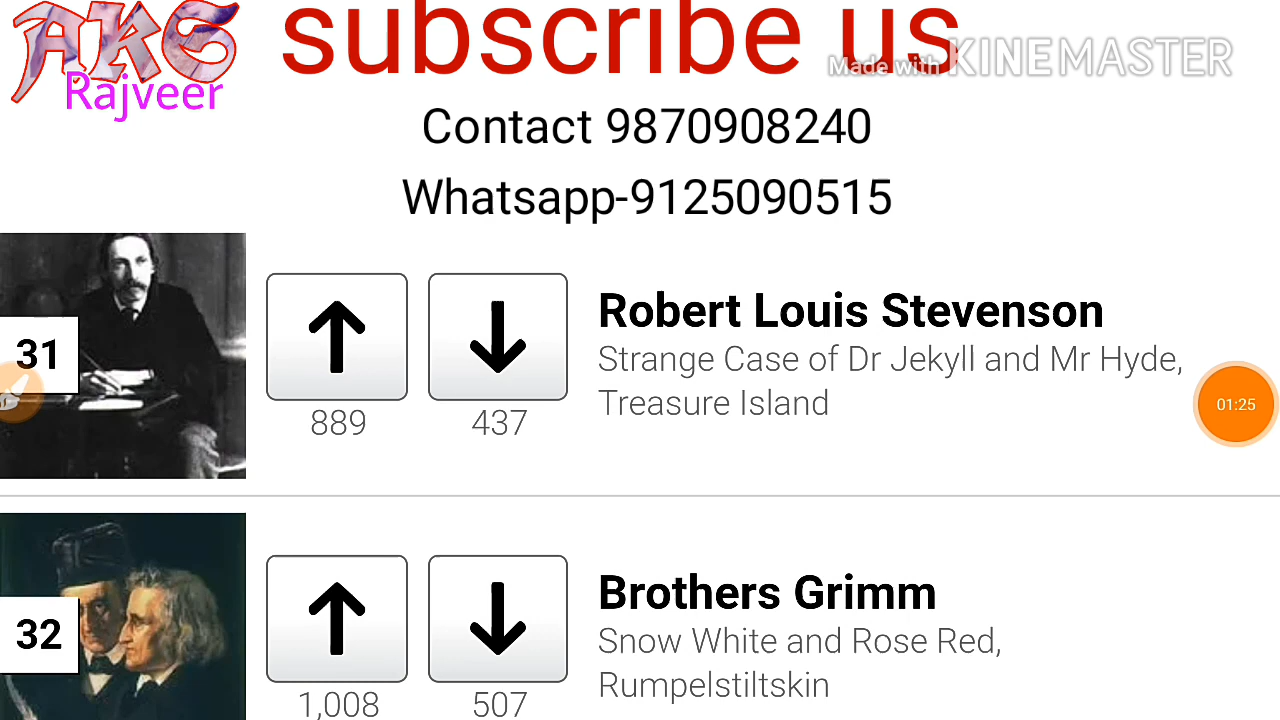 AKG
Rajveer
subscribe us
Made with KINEMASTER
Contact 9870908240
Whatsapp-9125090515
31
889
437
Robert Louis Stevenson
Strange Case of Dr Jekyll and Mr Hyde,
Treasure Island
01:25
32
1,008
507
Brothers Grimm
Snow White and Rose Red,
Rumpelstiltskin